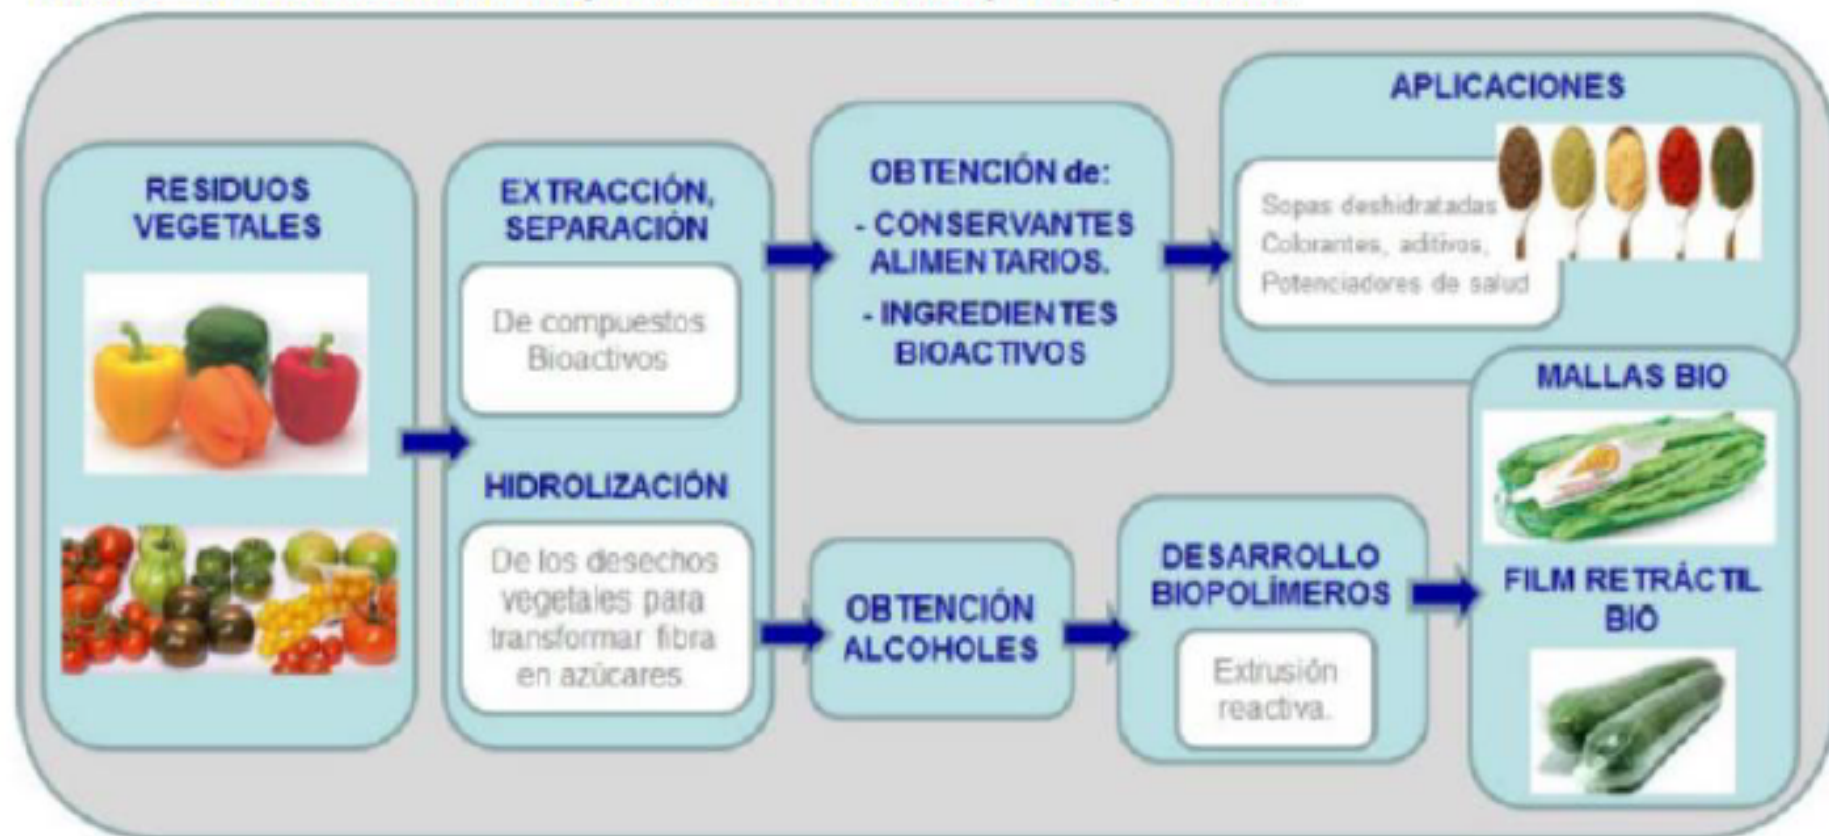 RESIDUOS
VEGETALES
EXTRACCIÓN,
SEPARACIÓN
De compuestos
Bioactivos
HIDROLIZACIÓN
De los desechos
vegetales para
transformar fibra
en azúcares.
OBTENCIÓN de:
- CONSERVANTES
ALIMENTARIOS.
- INGREDIENTES
BIOACTIVOS
APLICACIONES
Sopas deshidratadas
Colorantes, aditivos,
Potenciadores de salud
OBTENCIÓN
ALCOHOLES
DESARROLLO
BIOPOLÍMEROS
Extrusión
reactiva.
MALLAS BIO
FILM RETRÁCTIL
BIO